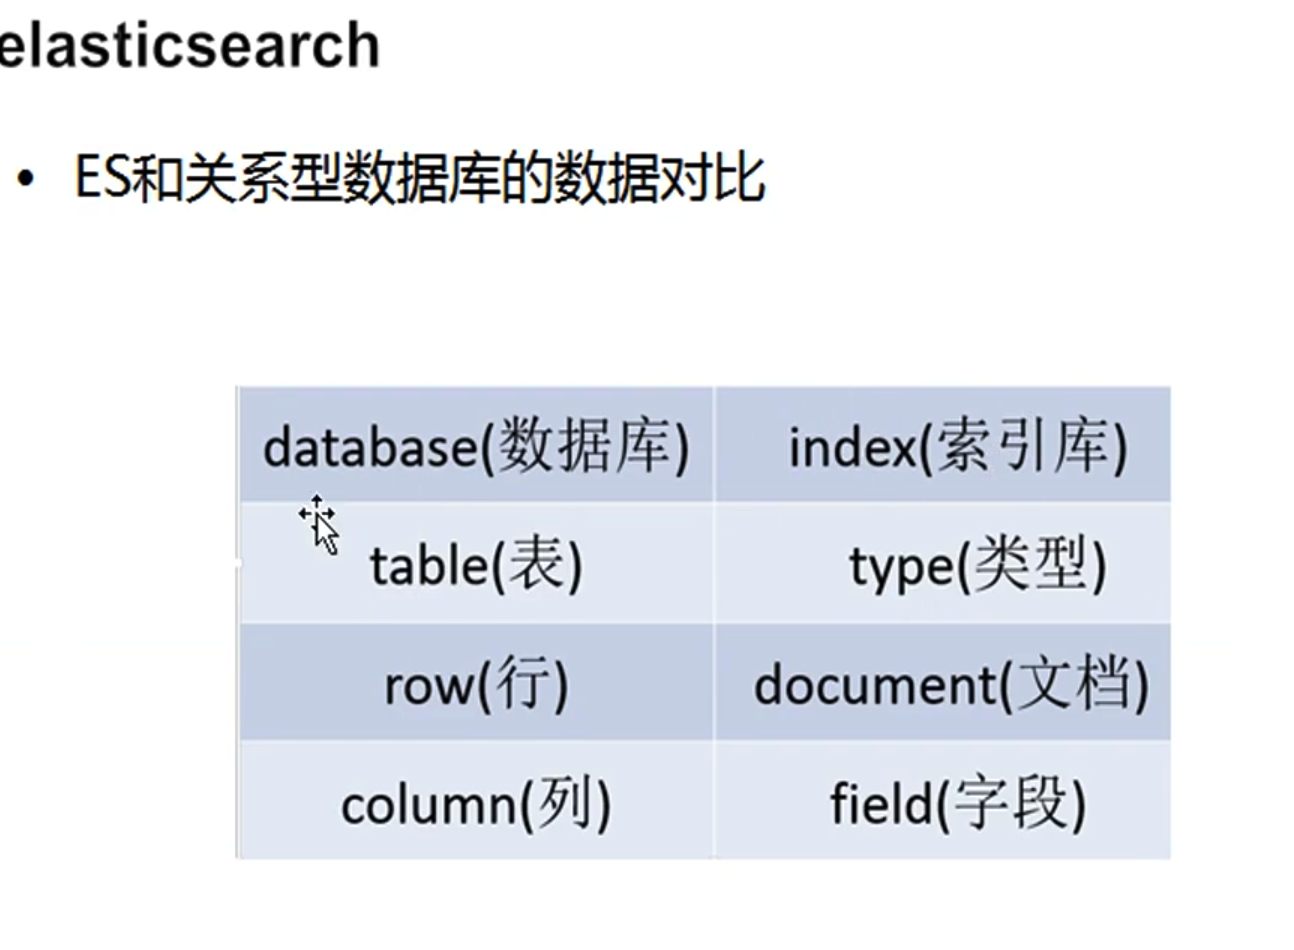 elasticsearch
• ES和关系型数据库的数据对比
database(数据库) index(索引库)
table(表) type(类型)
row(行) document(文档)
column(列) field(字段)